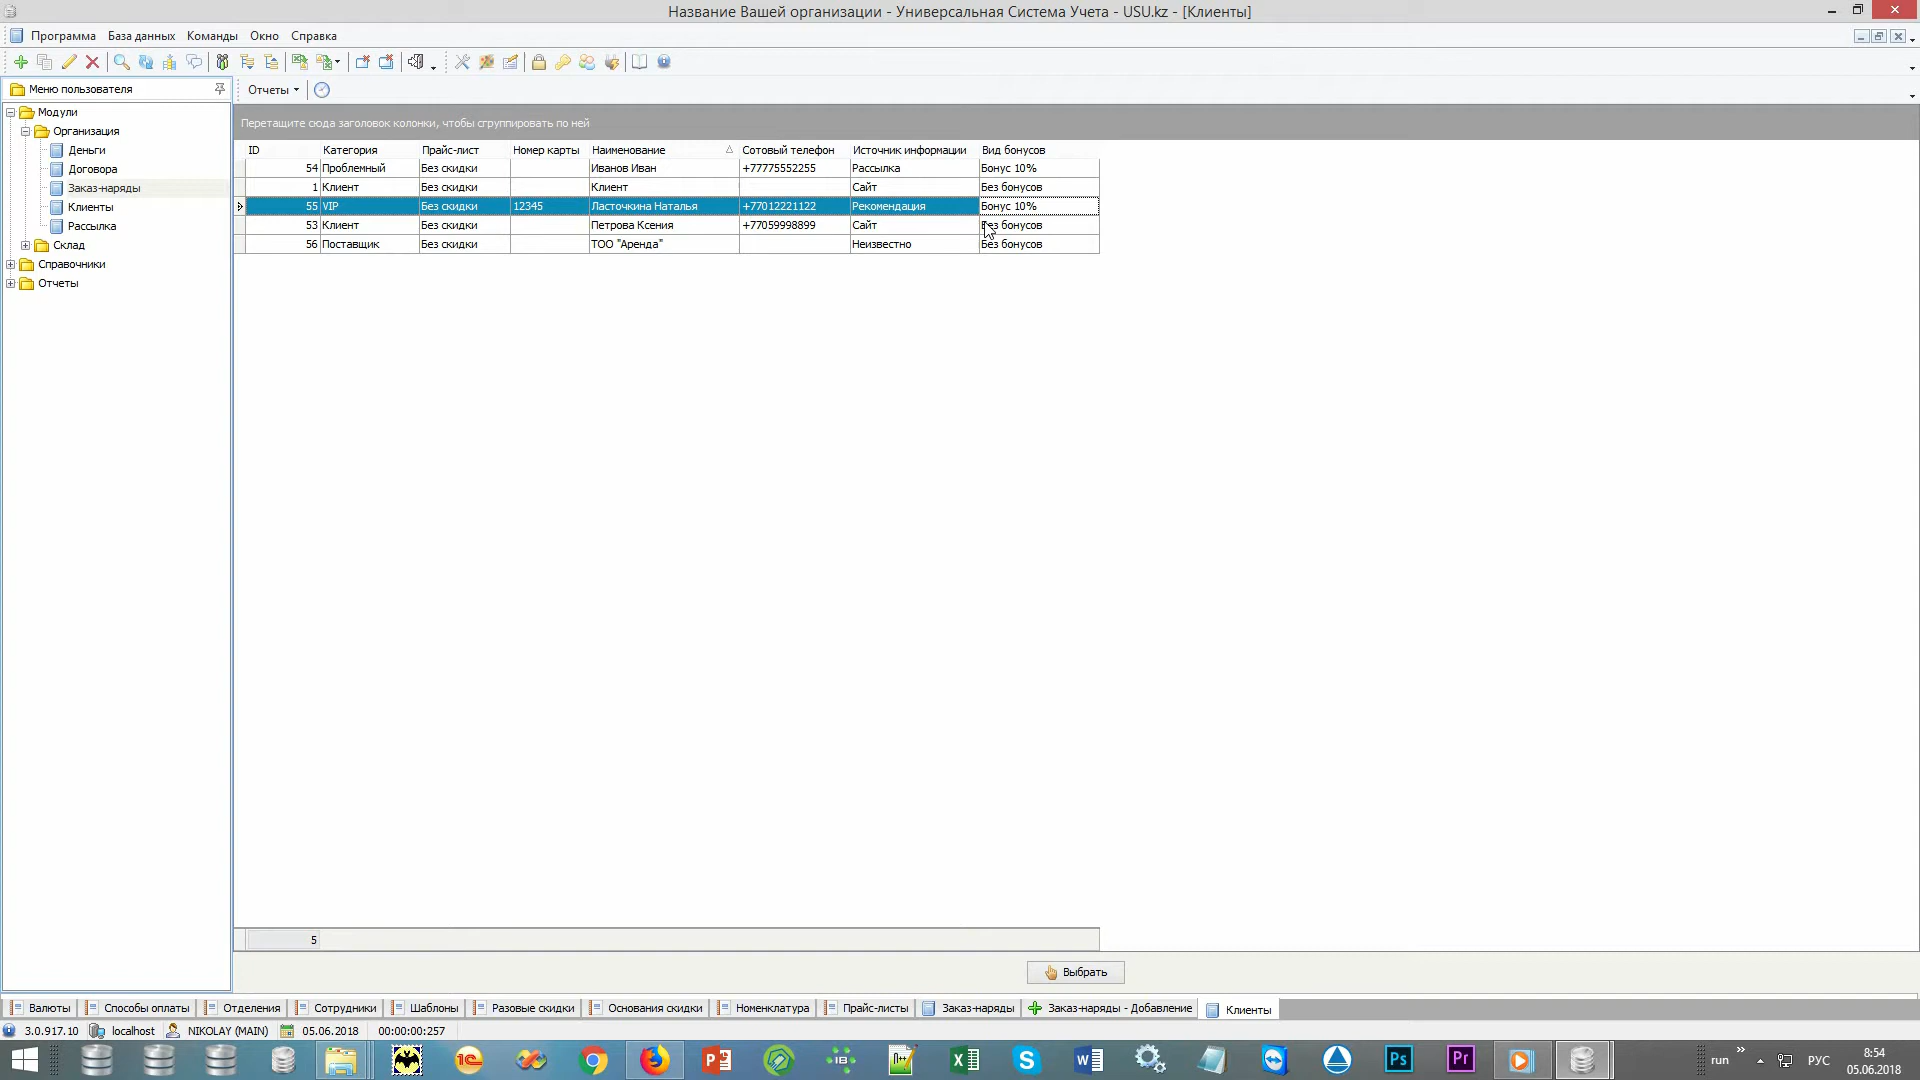 Название Вашей организации - Универсальная Система Учета - USU.kz - [Клиенты]
Программа База данных Команды Окно Справка
Меню пользователя
Отчеты
Модули
Организация
Деньги
Договора
Заказ-наряды
Клиенты
Рассылка
Склад
Справочники
Отчеты
Перетащите сюда заголовок колонки, чтобы сгруппировать по ней
ID Категория Прайс-лист Номер карты Наименование Сотовый телефон Источник информации Вид бонусов
54 Проблемный Без скидки Иванов Иван +77775552255 Рассылка Бонус 10%
1 Клиент Без скидки Клиент Сайт Без бонусов
55 VIP Без скидки 12345 Ласточкина Наталья +77012221122 Рекомендация Бонус 10%
53 Клиент Без скидки Петрова Ксения +77059998899 Сайт Без бонусов
56 Поставщик Без скидки ТОО "Аренда" Неизвестно Без бонусов
5
Выбрать
Валюты Способы оплаты Отделения Сотрудники Шаблоны Разовые скидки Основания скидки Номенклатура Прайс-листы Заказ-наряды Заказ-наряды - Добавление Клиенты
3.0.917.10 localhost NIKOLAY (MAIN) 05.06.2018 00:00:00:257
run РУС 8:54
05.06.2018